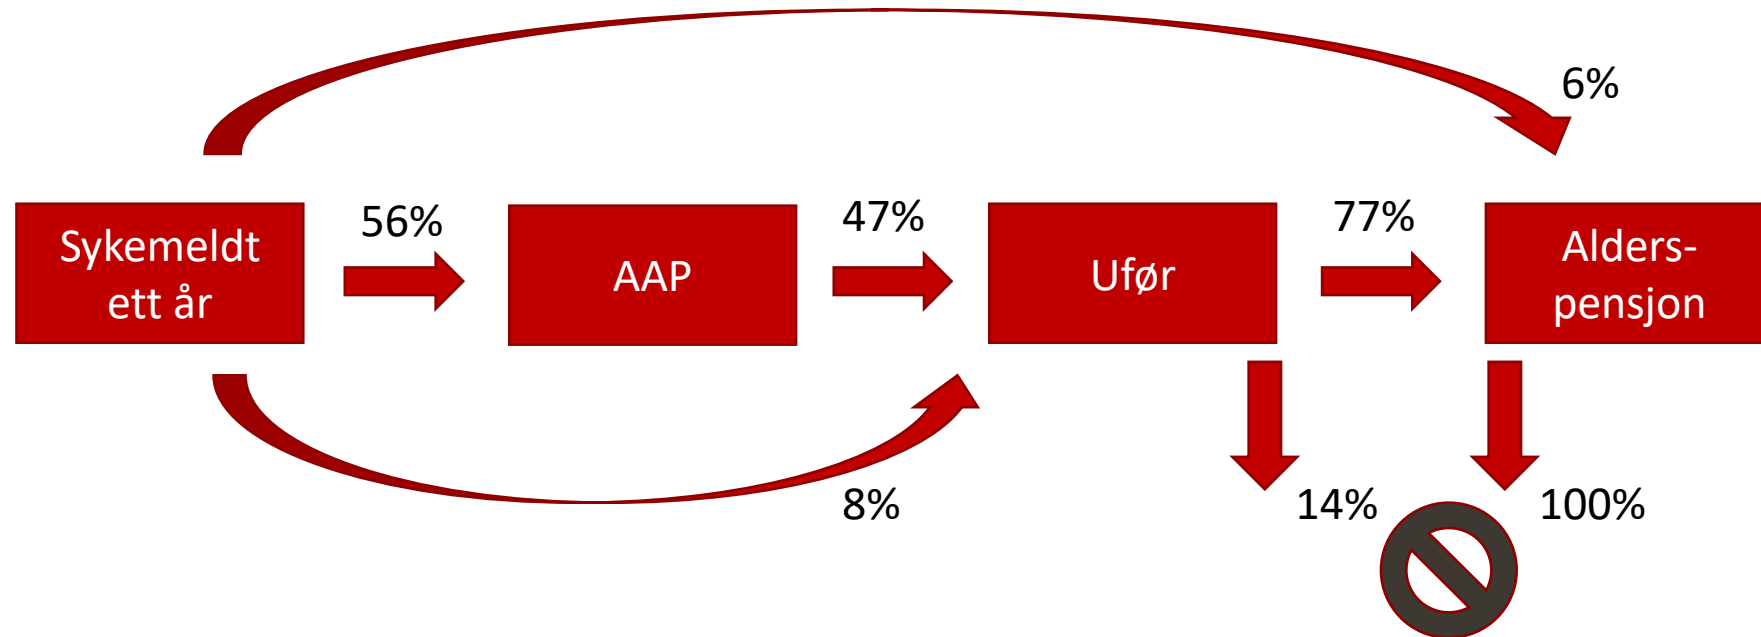 6%
Sykemeldt
ett år
56%
AAP
47%
Ufør
77%
Alders-
pensjon
8%
14%
100%